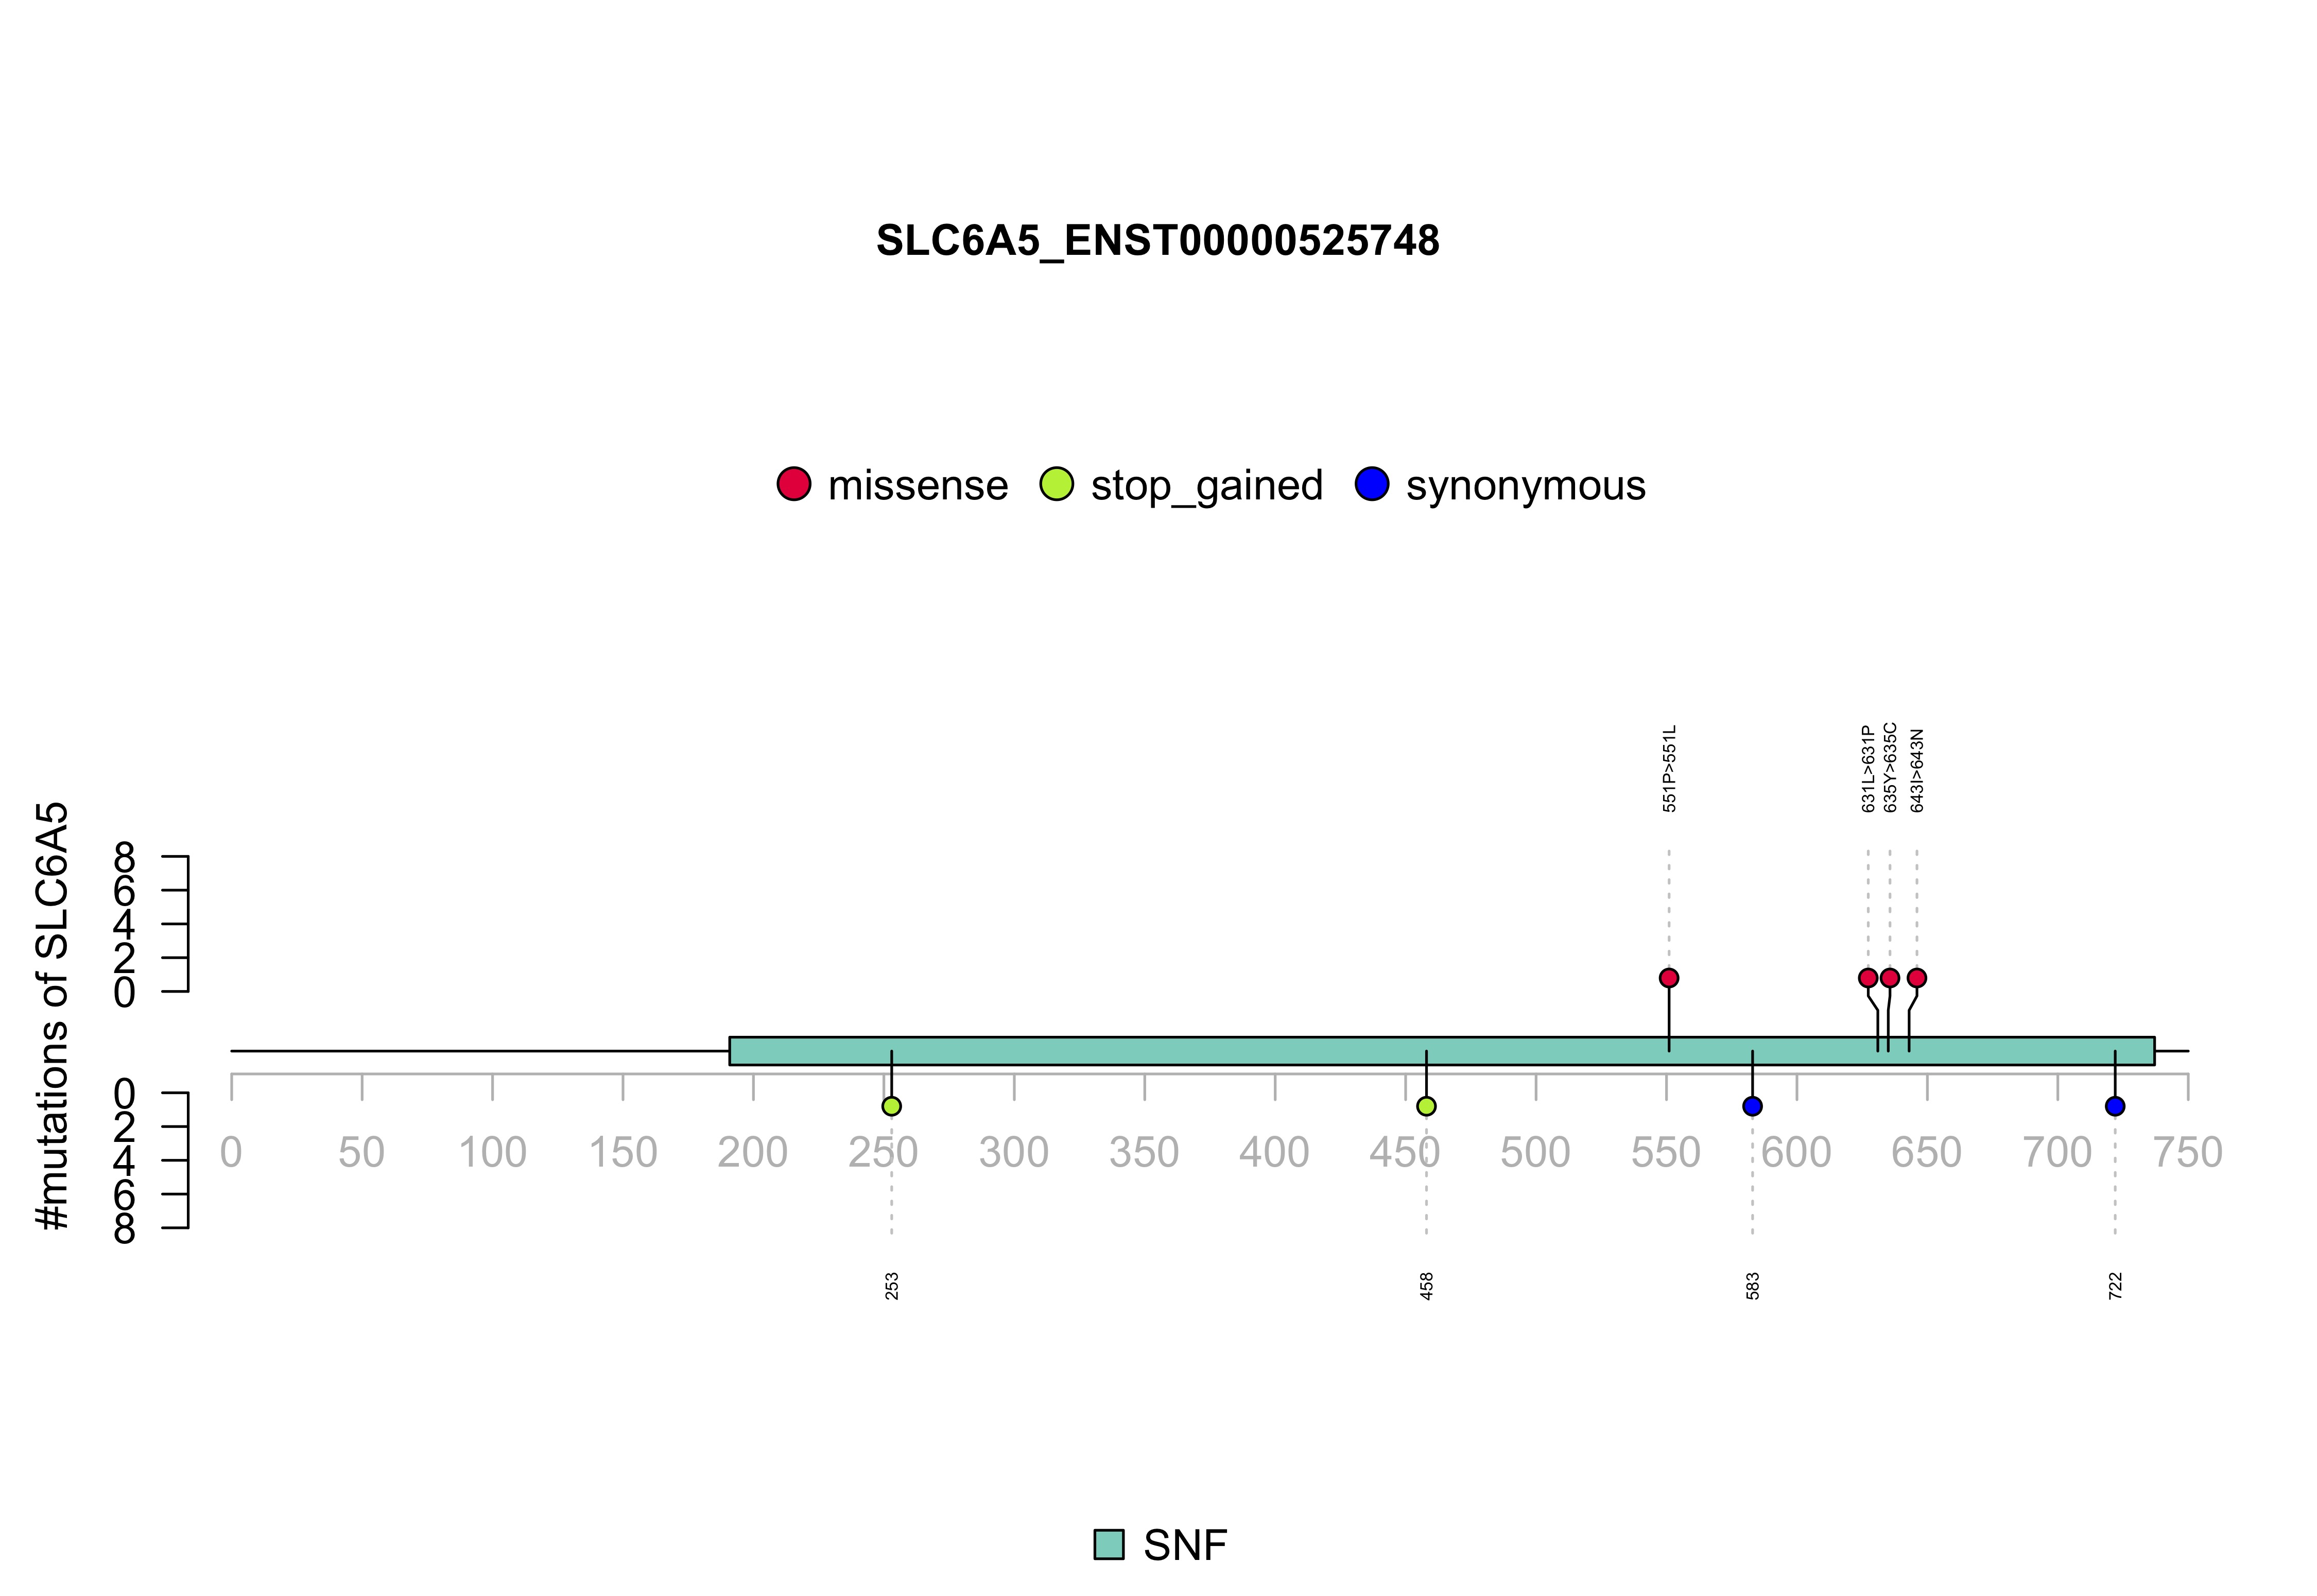 SLC6A5_ENST00000525748
missense stop_gained synonymous
551P>551L 631L>631P 635Y>635C 643I>643N
#mutations of SLC6A5
8
6
4
2
0
0
2
4
6
8
0 50 100 150 200 250 300 350 400 450 500 550 600 650 700 750
253 458 583 722
SNF